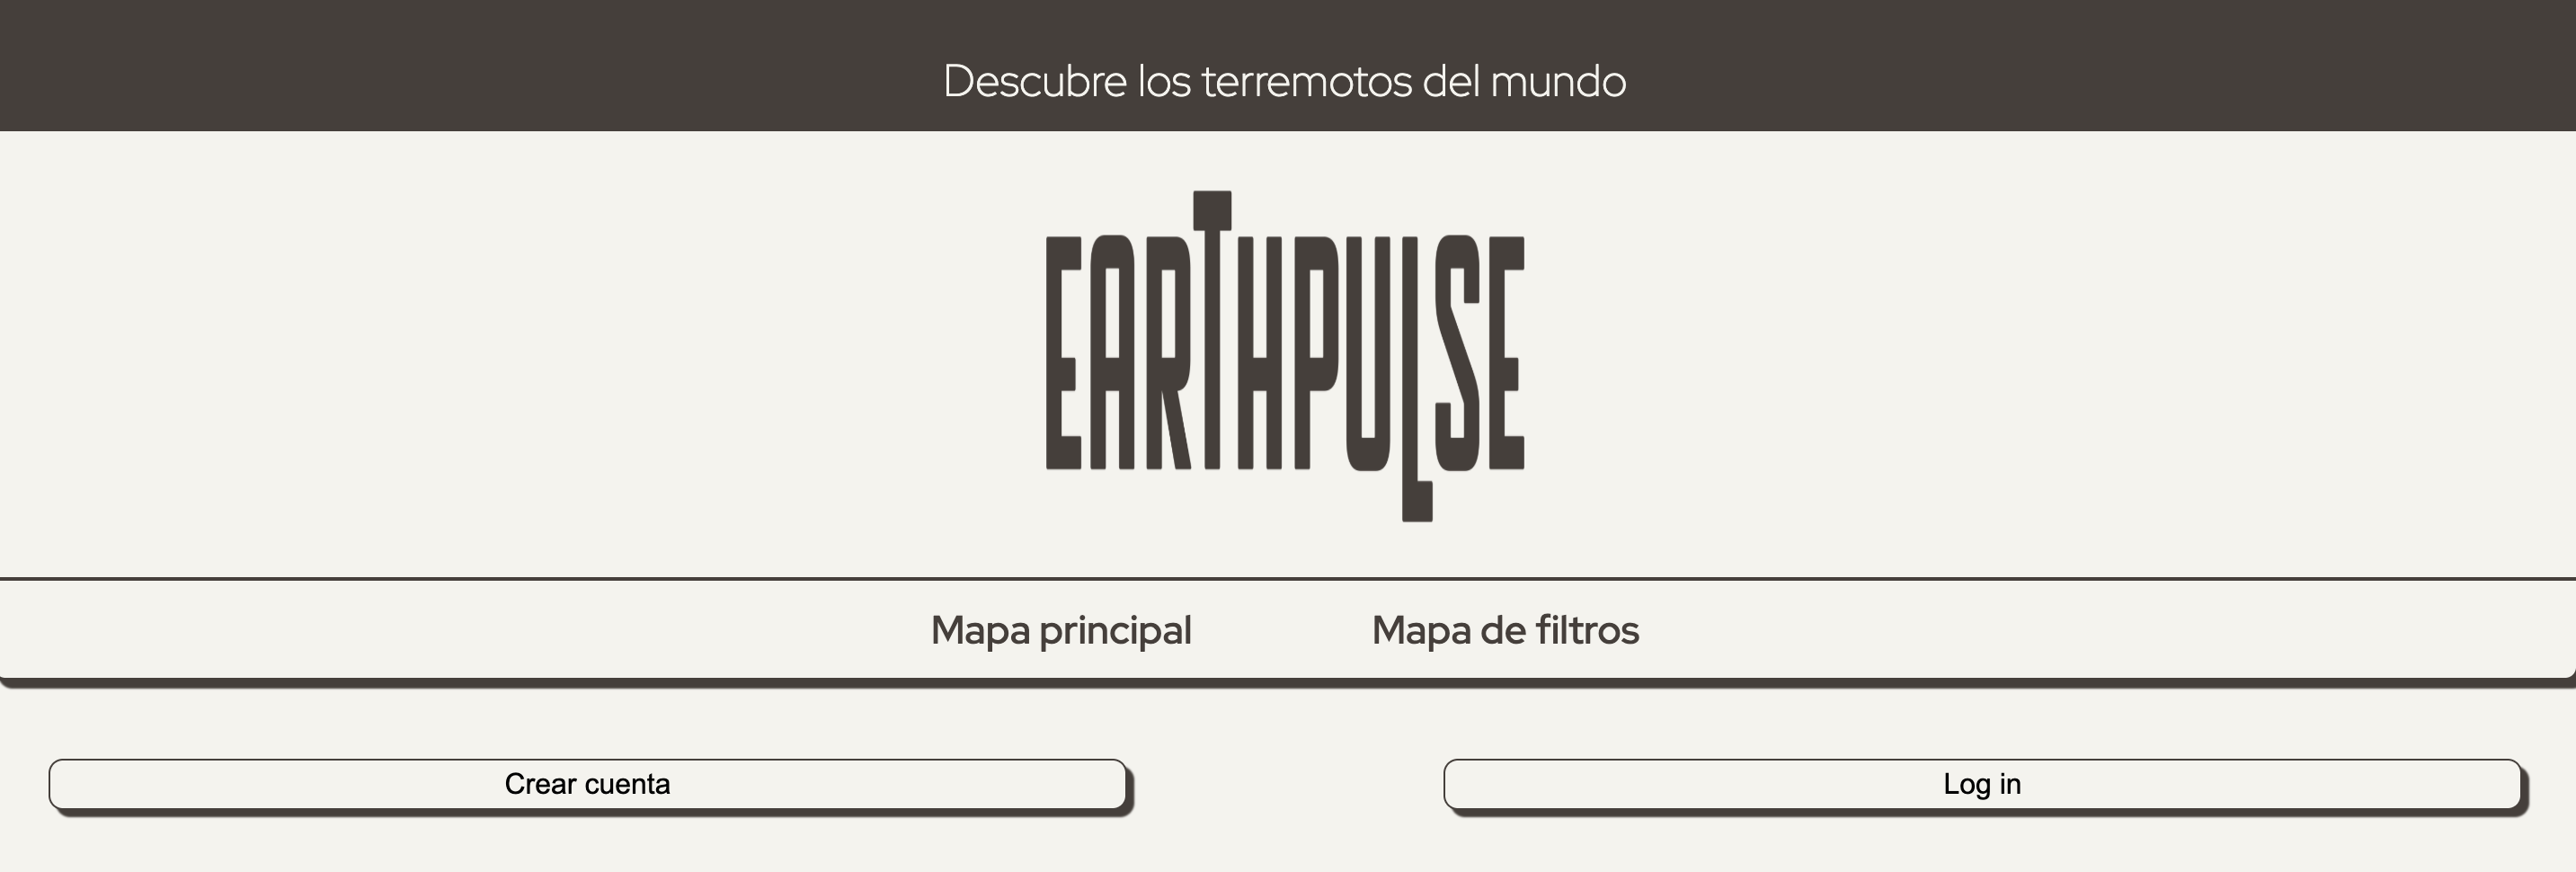 Descubre los terremotos del mundo
EARTHPULSE
Mapa principal Mapa de filtros
Crear cuenta Log in